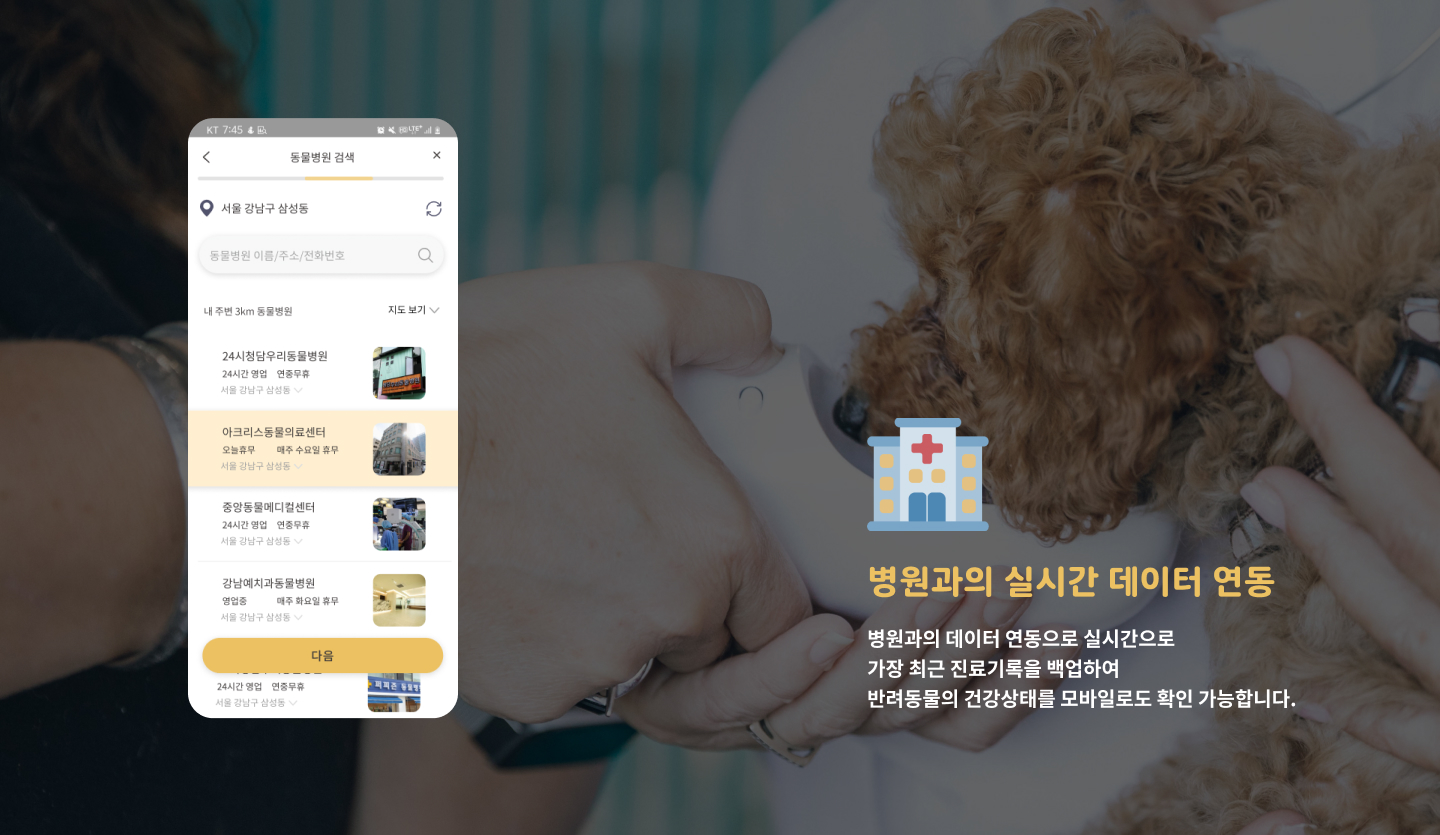 KT 7:45
동물병원 검색
서울 강남구 삼성동
동물병원 이름/주소/전화번호
내 주변 3km 동물병원
지도 보기
24시청담우리동물병원
24시간 영업 연중무휴
서울 강남구 삼성동
아크리스동물의료센터
오늘휴무 매주 수요일 휴무
서울 강남구 삼성동
중앙동물메디컬센터
24시간 영업 연중무휴
서울 강남구 삼성동
강남예치과동물병원
영업중 매주 화요일 휴무
서울 강남구 삼성동
다음
24시간 영업 연중무휴
서울 강남구 삼성동
병원과의 실시간 데이터 연동
병원과의 데이터 연동으로 실시간으로
가장 최근 진료기록을 백업하여
반려동물의 건강상태를 모바일로도 확인 가능합니다.